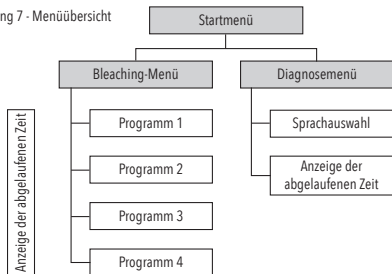 ng 7 - Menüübersicht
Startmenü
Bleaching-Menü
Diagnosemenü
Anzeige der abgelaufenen Zeit
Programm 1
Programm 2
Programm 3
Programm 4
Sprachauswahl
Anzeige der
abgelaufenen Zeit